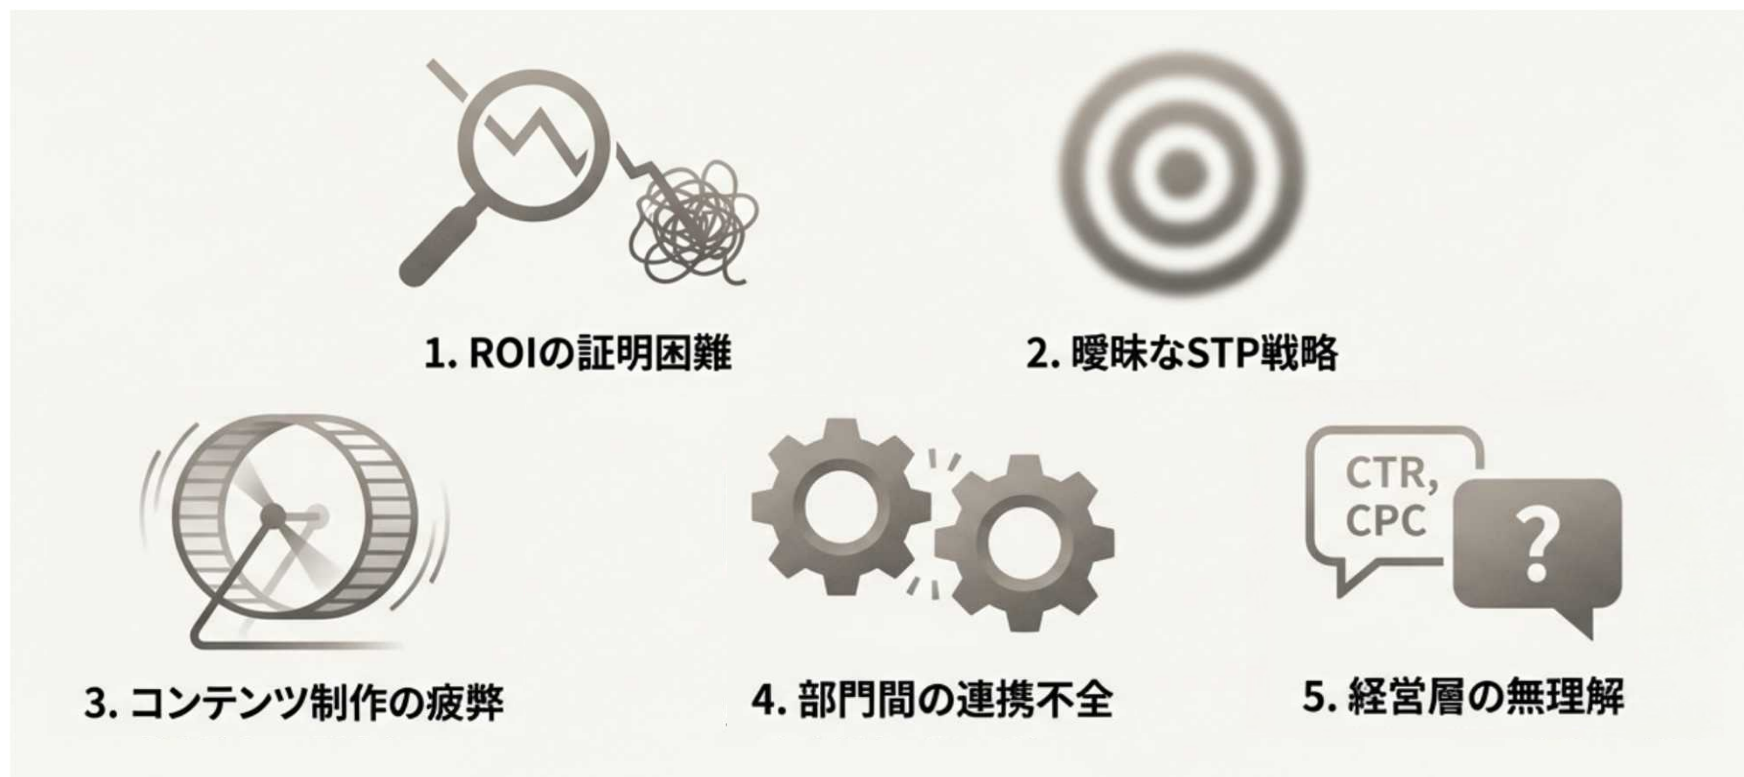 1. ROIの証明困難
2. 曖昧なSTP戦略
CTR,
CPC
?
3. コンテンツ制作の疲弊
4. 部門間の連携不全
5. 経営層の無理解